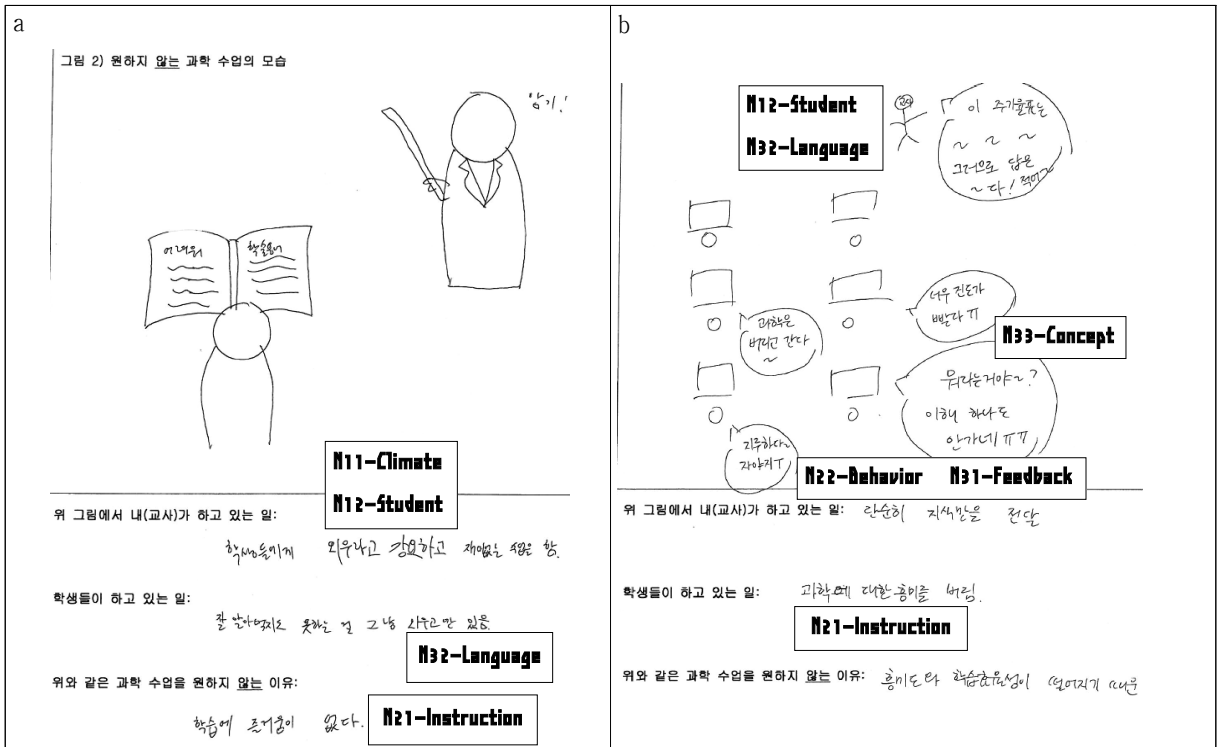 a
그림 2) 원하지 않는 과학 수업의 모습
암기!
어려워
학술용어
N11-Climate
N12-Student
위 그림에서 내(교사)가 하고 있는 일:
학생들에게 외우라고 강요하고 재미없는 수업을 함.
학생들이 하고 있는 일:
잘 알아먹지도 못하는 걸 그냥 외우고만 있음.
N32-Language
위와 같은 과학 수업을 원하지 않는 이유:
학습에 즐거움이 없다.
N21-Instruction
b
N12-Student
N32-Language
교사
이 주기율표는
~ ~ ~
그러므로 답은
~다! 적어~
너무 진도가
빠르다 ㅠ
N33-Concept
과학은
버리고 간다
~
뭐라는거야~?
이해 하나도
안가네 ㅠㅠ
지루하다~
자야지ㅜ
N22-Behavior N31-Feedback
위 그림에서 내(교사)가 하고 있는 일: 단순히 지식만을 전달
학생들이 하고 있는 일: 과학에 대한 흥미를 버림.
N21-Instruction
위와 같은 과학 수업을 원하지 않는 이유: 흥미도와 학습효율성이 떨어지기 때문